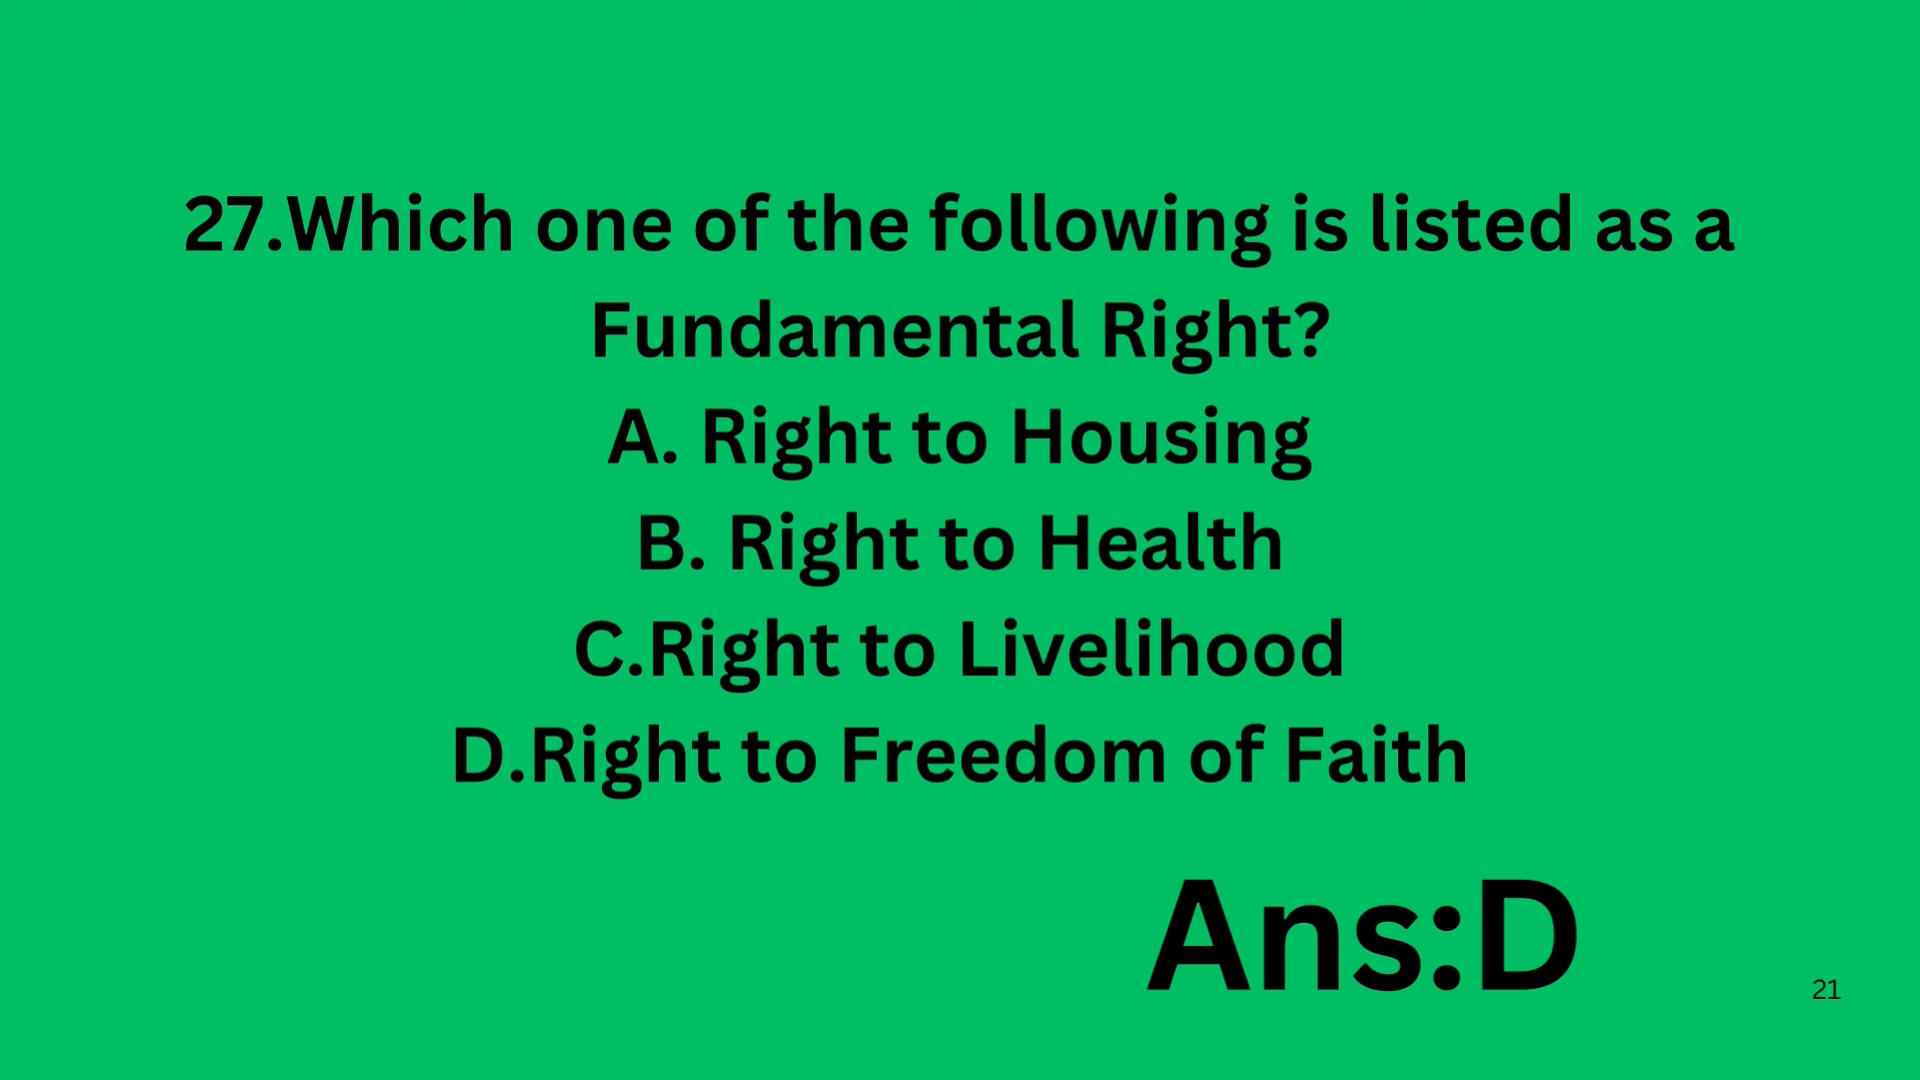 27.Which one of the following is listed as a
Fundamental Right?
A. Right to Housing
B. Right to Health
C.Right to Livelihood
D.Right to Freedom of Faith
Ans:D
21